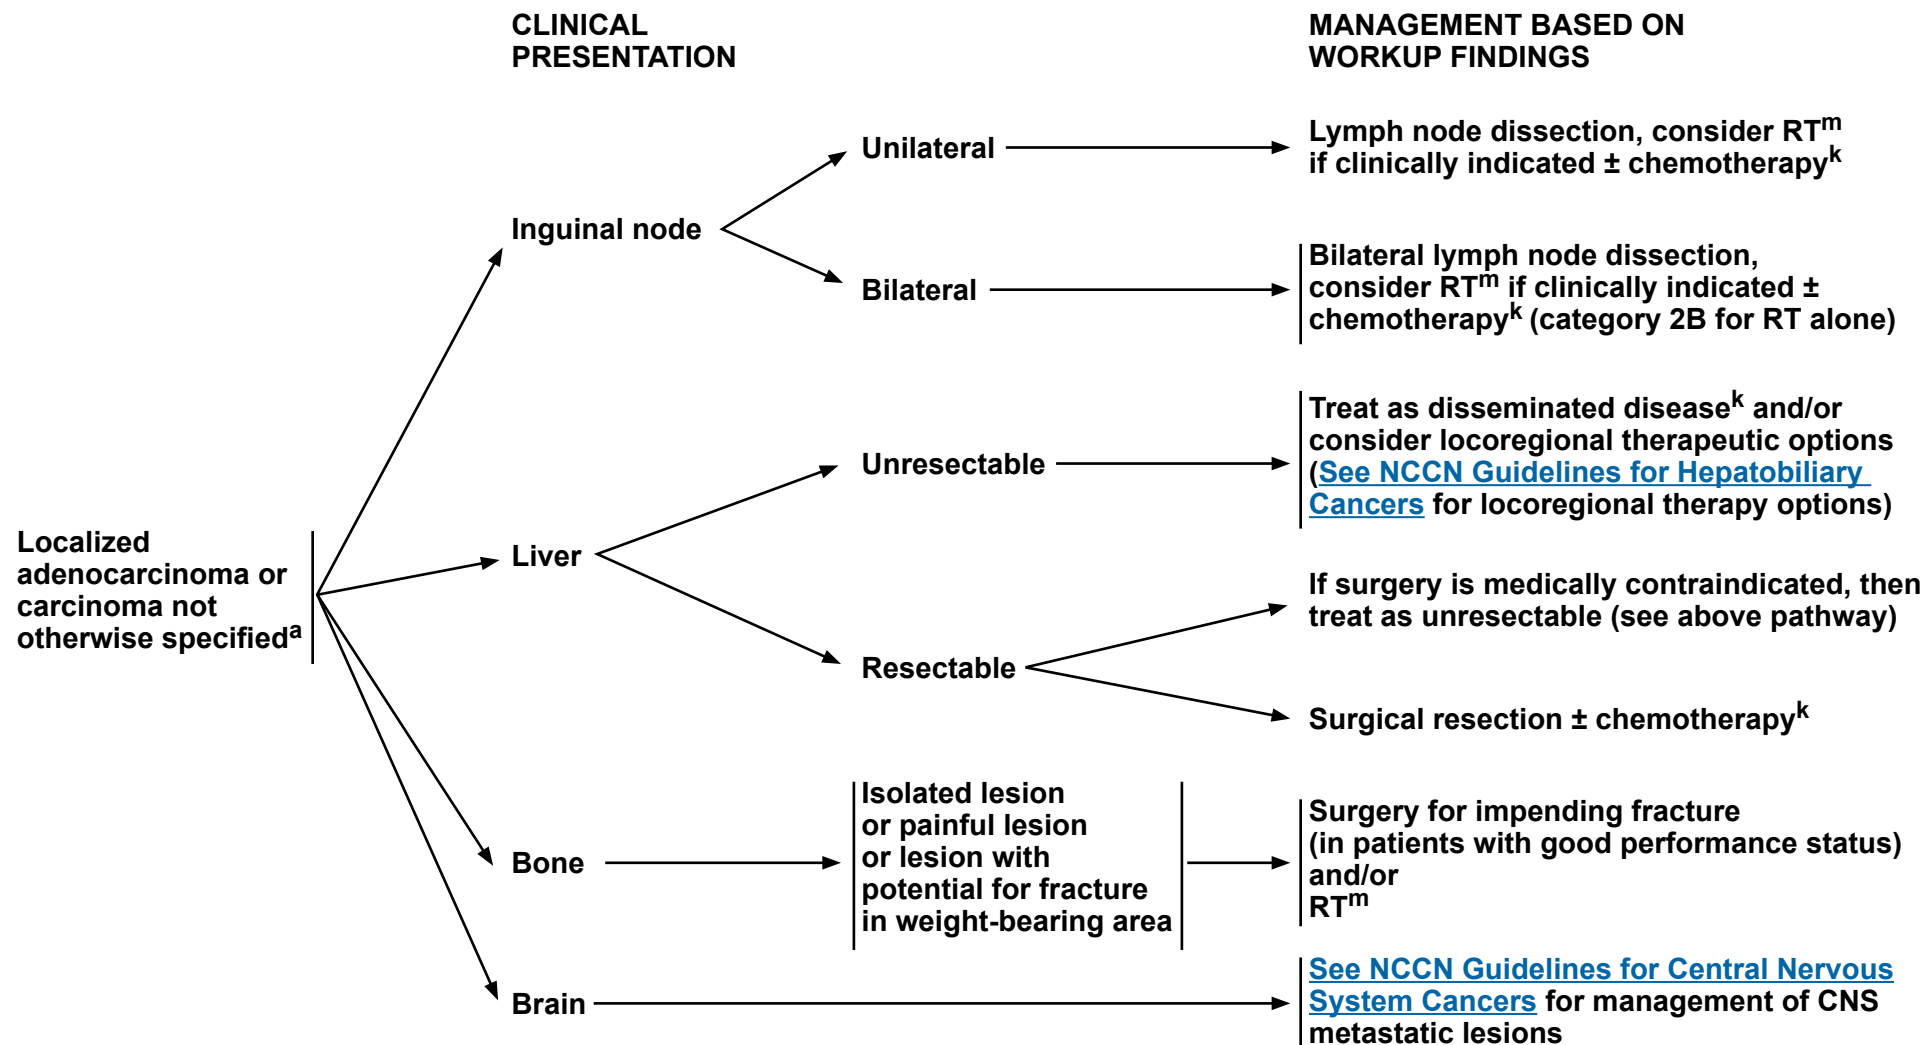 CLINICAL
PRESENTATION
MANAGEMENT BASED ON
WORKUP FINDINGS
Localized
adenocarcinoma or
carcinoma not
otherwise specifiedᵃ
Inguinal node
Unilateral
Lymph node dissection, consider RTᵐ
if clinically indicated ± chemotherapyᵏ
Bilateral
Bilateral lymph node dissection,
consider RTᵐ if clinically indicated ±
chemotherapyᵏ (category 2B for RT alone)
Liver
Unresectable
Treat as disseminated diseaseᵏ and/or
consider locoregional therapeutic options
(See NCCN Guidelines for Hepatobiliary
Cancers for locoregional therapy options)
Resectable
If surgery is medically contraindicated, then
treat as unresectable (see above pathway)
Surgical resection ± chemotherapyᵏ
Bone
Isolated lesion
or painful lesion
or lesion with
potential for fracture
in weight-bearing area
Surgery for impending fracture
(in patients with good performance status)
and/or
RTᵐ
Brain
See NCCN Guidelines for Central Nervous
System Cancers for management of CNS
metastatic lesions